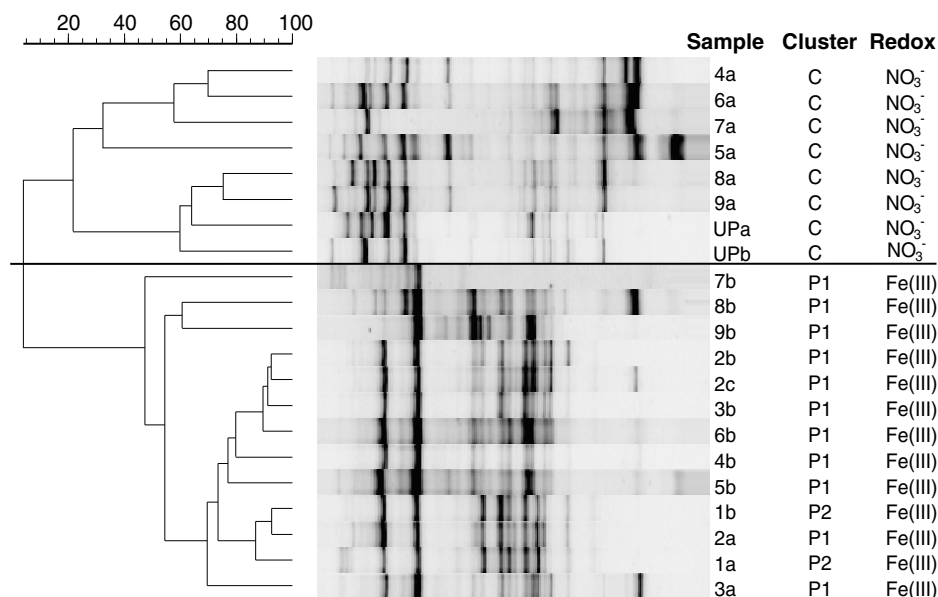 20 40 60 80 100
Sample Cluster Redox
4a C NO₃⁻
6a C NO₃⁻
7a C NO₃⁻
5a C NO₃⁻
8a C NO₃⁻
9a C NO₃⁻
UPa C NO₃⁻
UPb C NO₃⁻
7b P1 Fe(III)
8b P1 Fe(III)
9b P1 Fe(III)
2b P1 Fe(III)
2c P1 Fe(III)
3b P1 Fe(III)
6b P1 Fe(III)
4b P1 Fe(III)
5b P1 Fe(III)
1b P2 Fe(III)
2a P1 Fe(III)
1a P2 Fe(III)
3a P1 Fe(III)